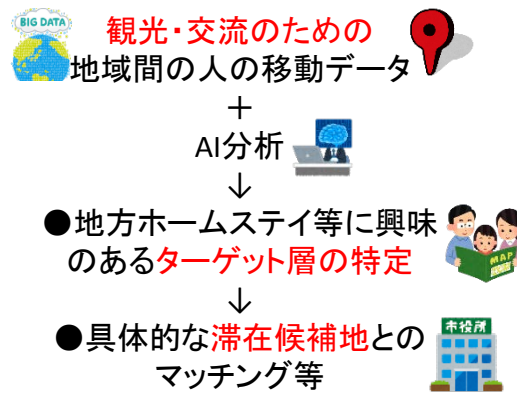 BIG DATA
観光・交流のための
地域間の人の移動データ
＋
AI分析
↓
●地方ホームステイ等に興味
のあるターゲット層の特定
MAP
↓
●具体的な滞在候補地との
マッチング等
市役所